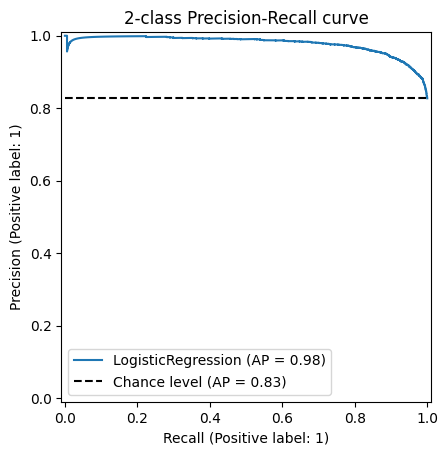 2-class Precision-Recall curve
1.0
0.8
0.6
0.4
0.2
0.0
Precision (Positive label: 1)
LogisticRegression (AP = 0.98)
Chance level (AP = 0.83)
0.0 0.2 0.4 0.6 0.8 1.0
Recall (Positive label: 1)